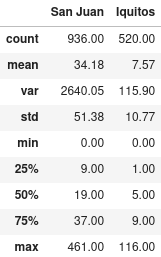 San Juan Iquitos
count 936.00 520.00
mean 34.18 7.57
var 2640.05 115.90
std 51.38 10.77
min 0.00 0.00
25% 9.00 1.00
50% 19.00 5.00
75% 37.00 9.00
max 461.00 116.00